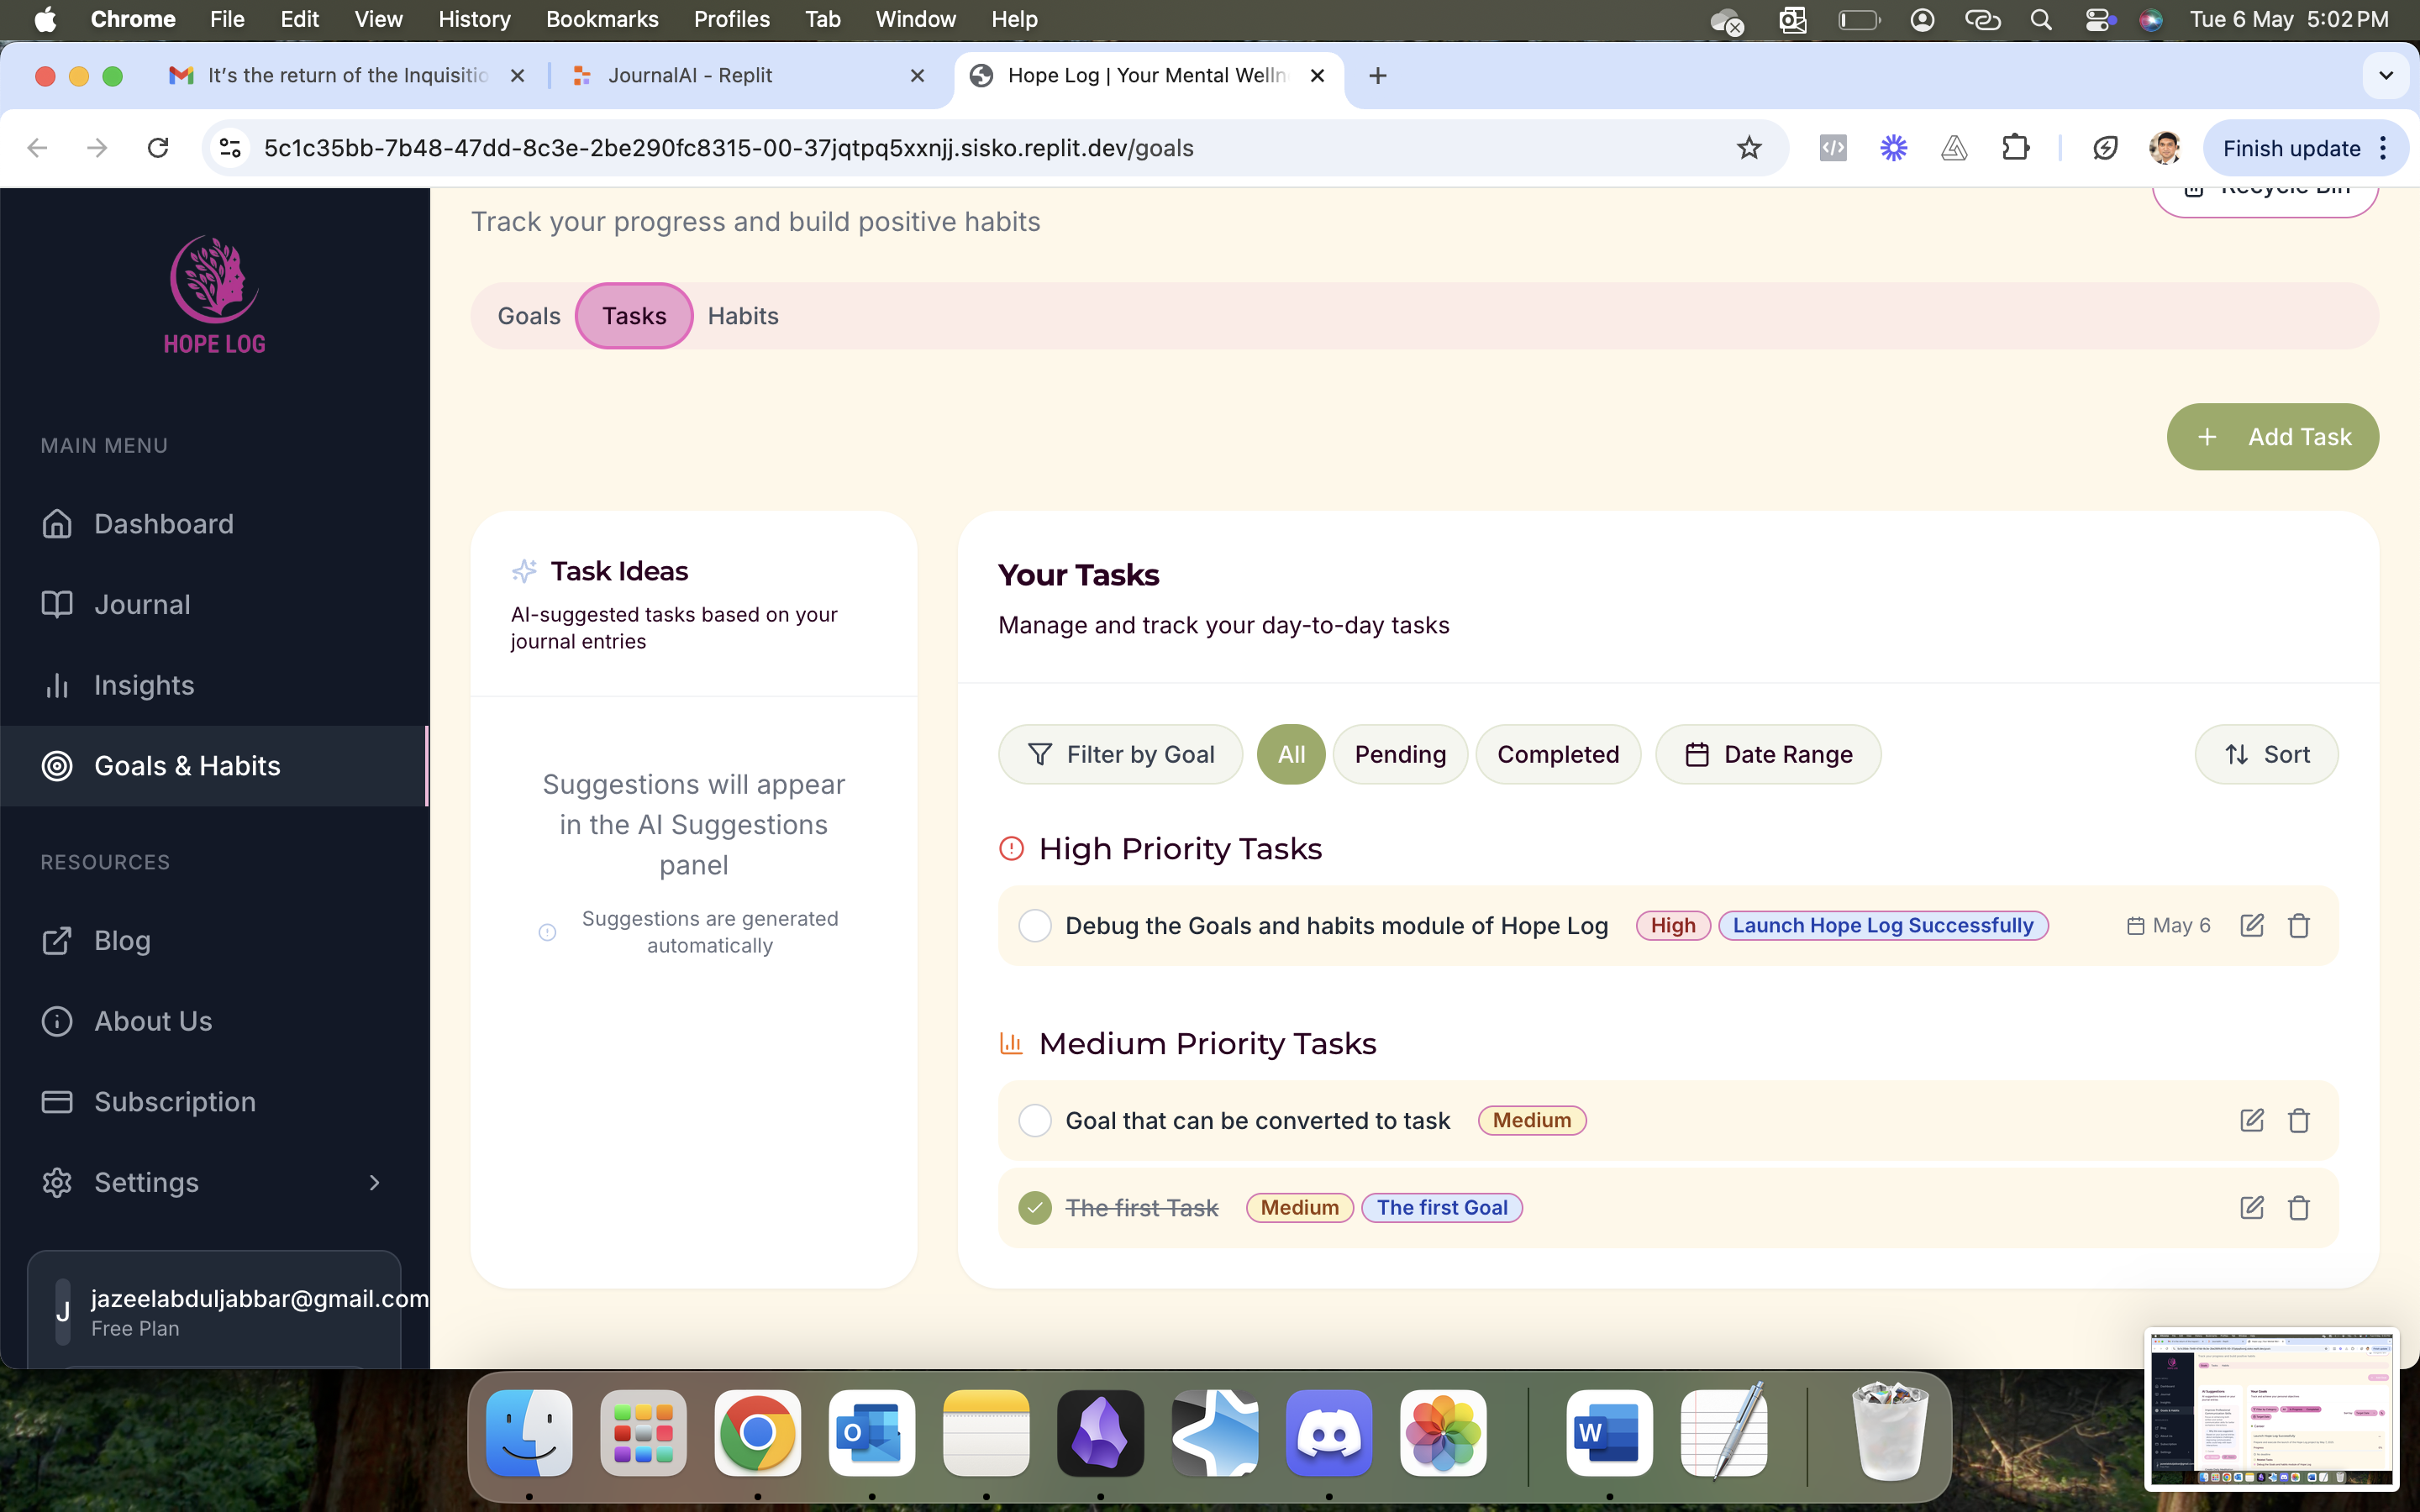 Chrome File Edit View History Bookmarks Profiles Tab Window Help Tue 6 May 5:02 PM
It's the return of the Inquisitio
JournalAI - Replit
Hope Log | Your Mental Welln
5c1c35bb-7b48-47dd-8c3e-2be290fc8315-00-37jqtpq5xxnjj.sisko.replit.dev/goals
Finish update
HOPE LOG
MAIN MENU
Dashboard
Journal
Insights
Goals & Habits
RESOURCES
Blog
About Us
Subscription
Settings
J
jazeelabduljabbar@gmail.com
Free Plan
Recycle Bin
Track your progress and build positive habits
Goals Tasks Habits
+ Add Task
Task Ideas
AI-suggested tasks based on your
journal entries
Suggestions will appear
in the AI Suggestions
panel
Suggestions are generated
automatically
Your Tasks
Manage and track your day-to-day tasks
Filter by Goal All Pending Completed Date Range Sort
High Priority Tasks
Debug the Goals and habits module of Hope Log High Launch Hope Log Successfully May 6
Medium Priority Tasks
Goal that can be converted to task Medium
The first Task Medium The first Goal